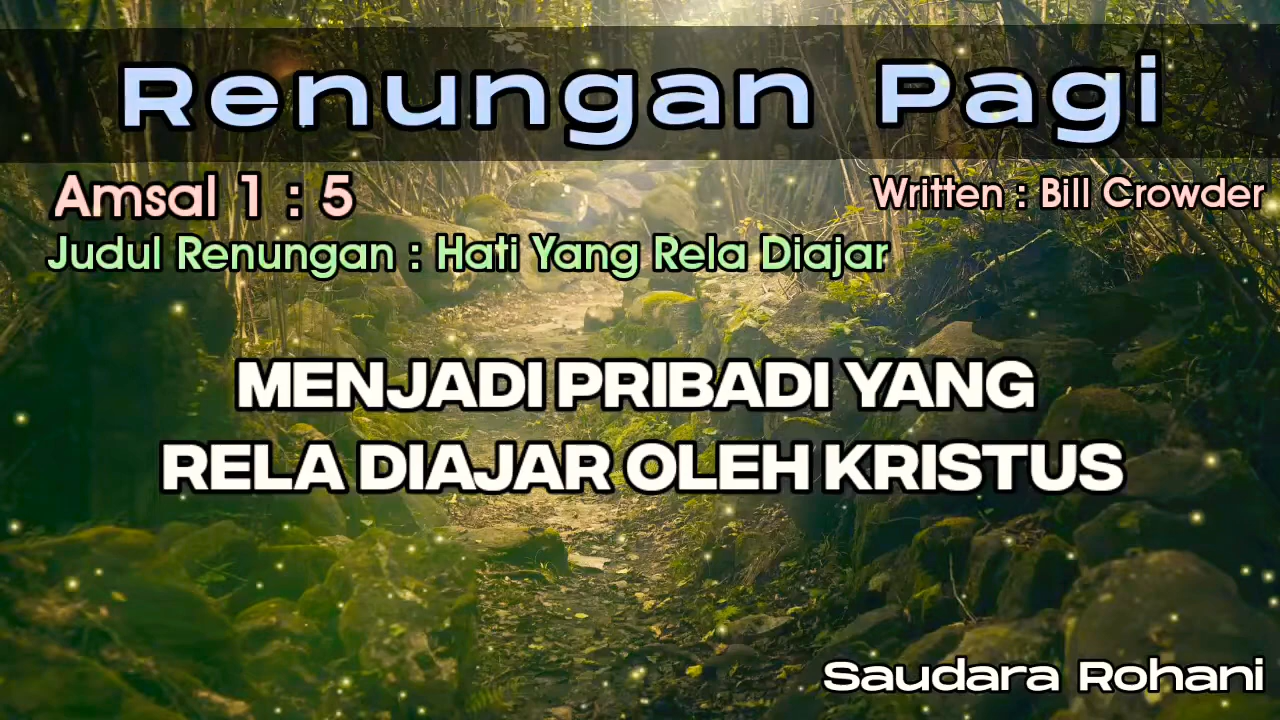 Renungan Pagi
Amsal 1 : 5
Written : Bill Crowder
Judul Renungan : Hati Yang Rela Diajar
MENJADI PRIBADI YANG
RELA DIAJAR OLEH KRISTUS
Saudara Rohani